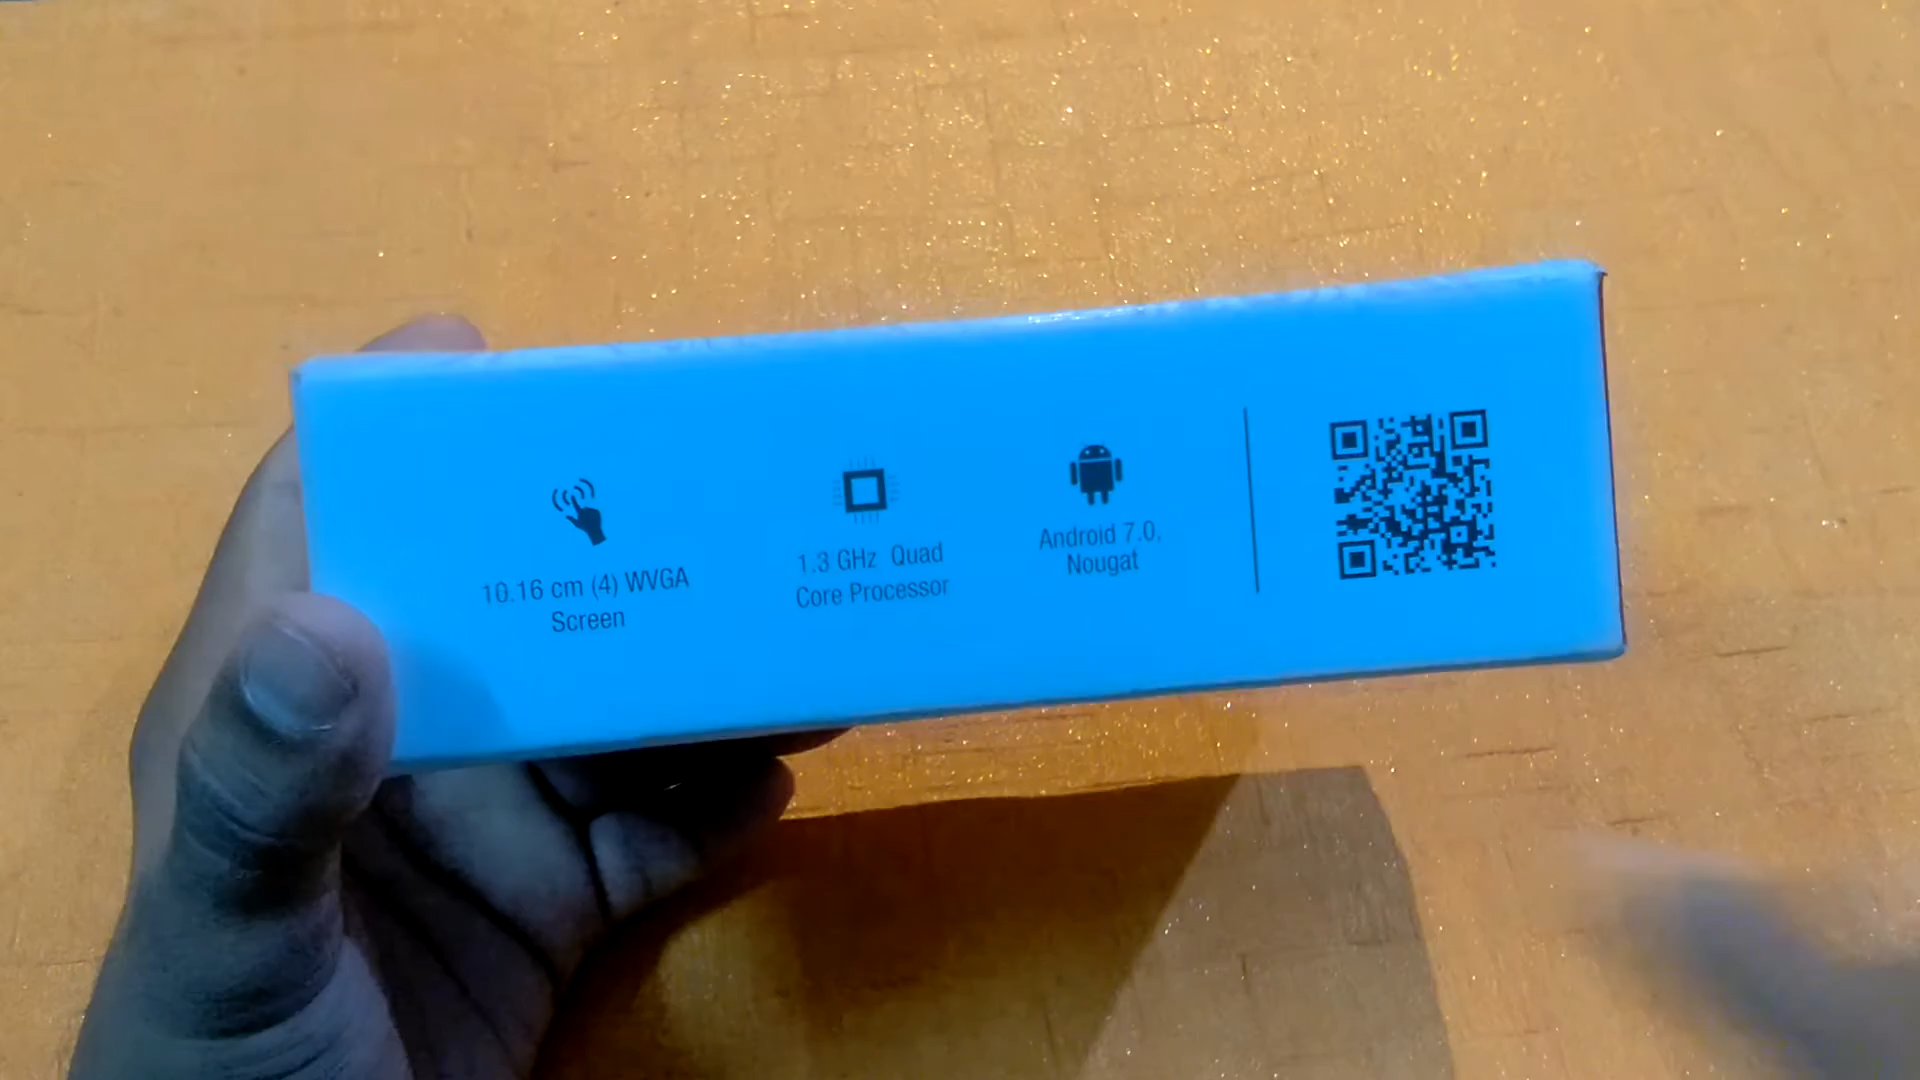 10.16 cm (4) WVGA
Screen
1.3 GHz Quad
Core Processor
Android 7.0,
Nougat